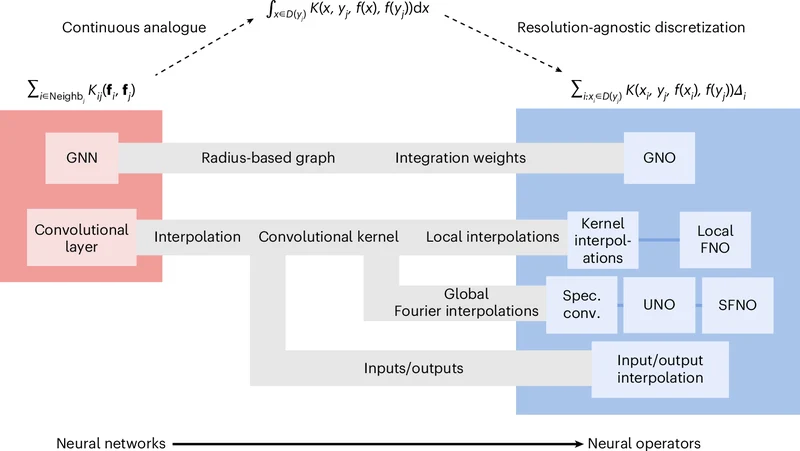 ∫x∈D(yj) K(x, yj, f(x), f(yj))dx
Continuous analogue
Resolution-agnostic discretization
∑i∈Neighbj Kij(fi, fj)
∑i:xi∈D(yj) K(xi, yj, f(xi), f(yj))Δi
GNN
Radius-based graph
Integration weights
GNO
Convolutional
layer
Interpolation
Convolutional kernel
Local interpolations
Kernel
interpol-
ations
Local
FNO
Global
Fourier interpolations
Spec.
conv.
UNO
SFNO
Inputs/outputs
Input/output
interpolation
Neural networks
Neural operators